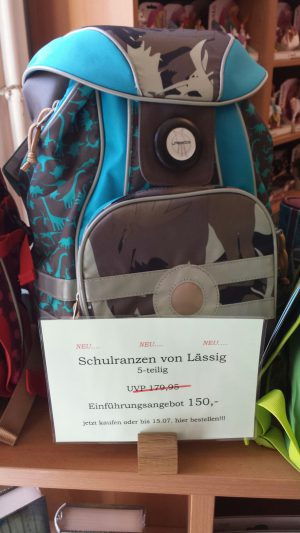 NEU.... NEU.... NEU....
Schulranzen von Lässig
5-teilig
UVP 179,95
Einführungsangebot 150,-
jetzt kaufen oder bis 15.07. hier bestellen!!!